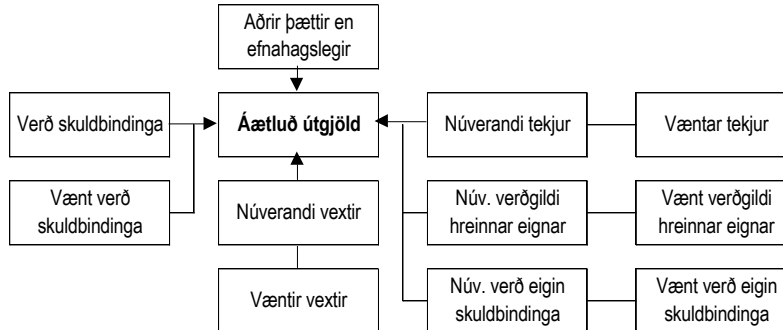 Aðrir þættir en
efnahagslegir
Verð skuldbindinga
Áætluð útgjöld
Núverandi tekjur
Væntar tekjur
Vænt verð
skuldbindinga
Núverandi vextir
Núv. verðgildi
hreinnar eignar
Vænt verðgildi
hreinnar eignar
Væntir vextir
Núv. verð eigin
skuldbindinga
Vænt verð eigin
skuldbindinga